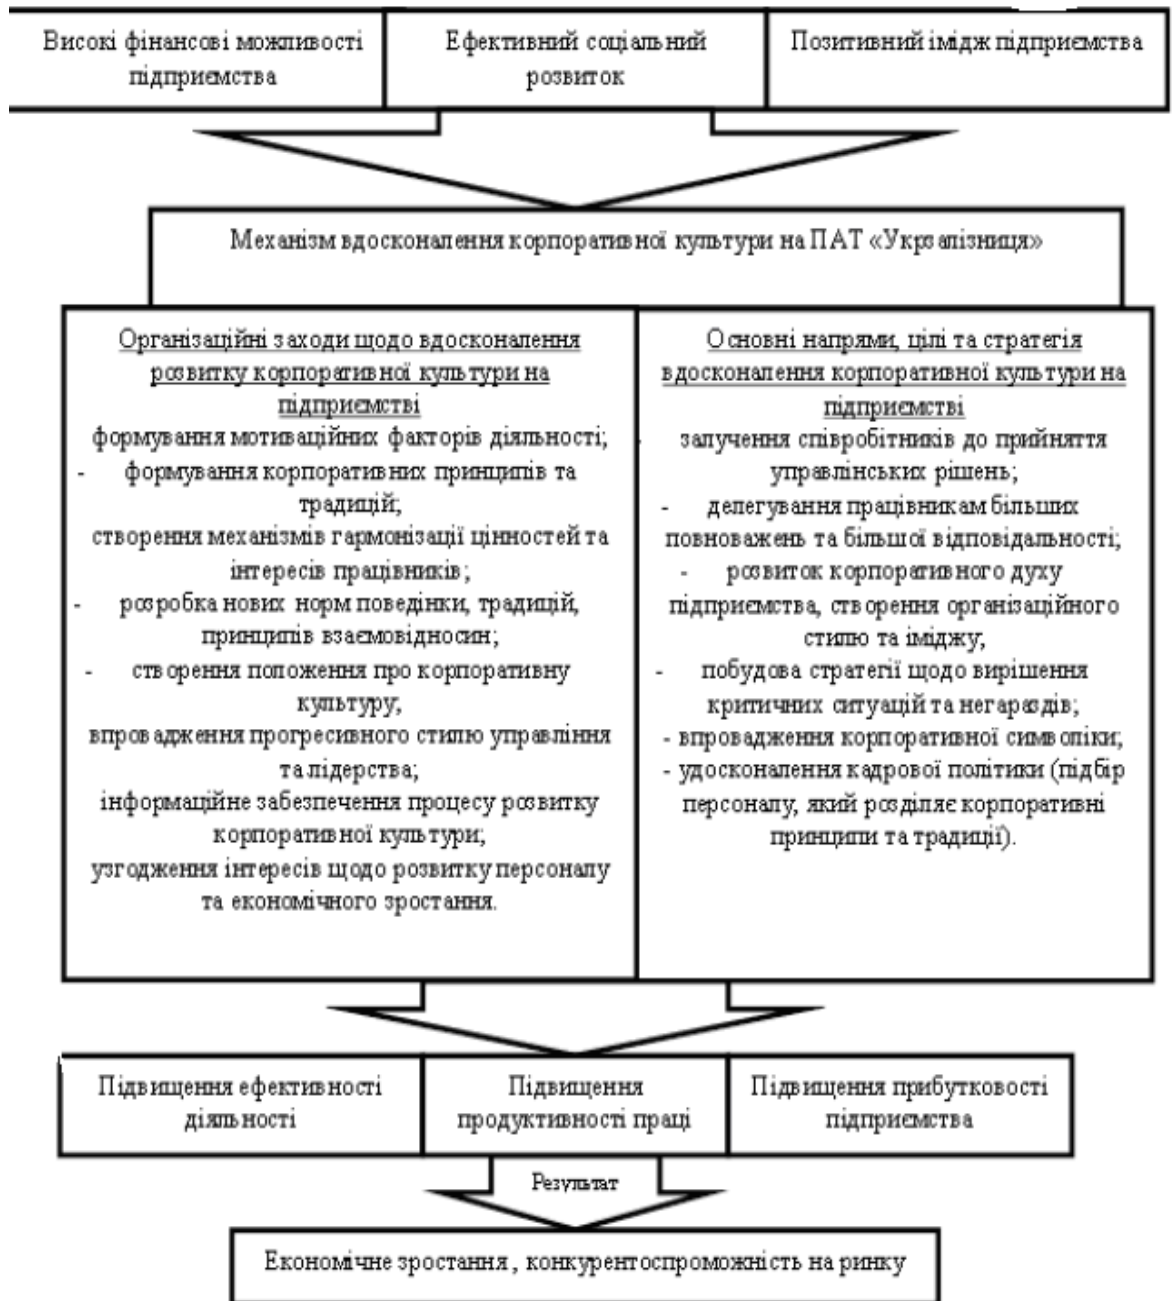 Високі фінансові можливості
підприємства
Ефективний соціальний
розвиток
Позитивний імідж підприємства
Механізм вдосконалення корпоративної культури на ПАТ «Укрзалізниця»
Організаційні заходи щодо вдосконалення
розвитку корпоративної культури на
підприємстві
формування мотиваційних факторів діяльності;
- формування корпоративних принципів та
традицій;
створення механізмів гармонізації цінностей та
інтересів працівників;
- розробка нових норм поведінки, традицій,
принципів взаємовідносин;
- створення положення про корпоративну
культуру;
впровадження прогресивного стилю управління
та лідерства;
інформаційне забезпечення процесу розвитку
корпоративної культури;
узгодження інтересів щодо розвитку персоналу
та економічного зростання.
Основні напрями, цілі та стратегія
вдосконалення корпоративної культури на
підприємстві
- залучення співробітників до прийняття
управлінських рішень;
- делегування працівникам більших
повноважень та більшої відповідальності;
- розвиток корпоративного духу
підприємства, створення організаційного
стилю та іміджу;
- побудова стратегії щодо вирішення
критичних ситуацій та негараздів;
- впровадження корпоративної символіки;
- удосконалення кадрової політики (підбір
персоналу, який розділяє корпоративні
принципи та традиції).
Підвищення ефективності
діяльності
Підвищення
продуктивності праці
Підвищення прибутковості
підприємства
Результат
Економічне зростання , конкурентоспроможність на ринку